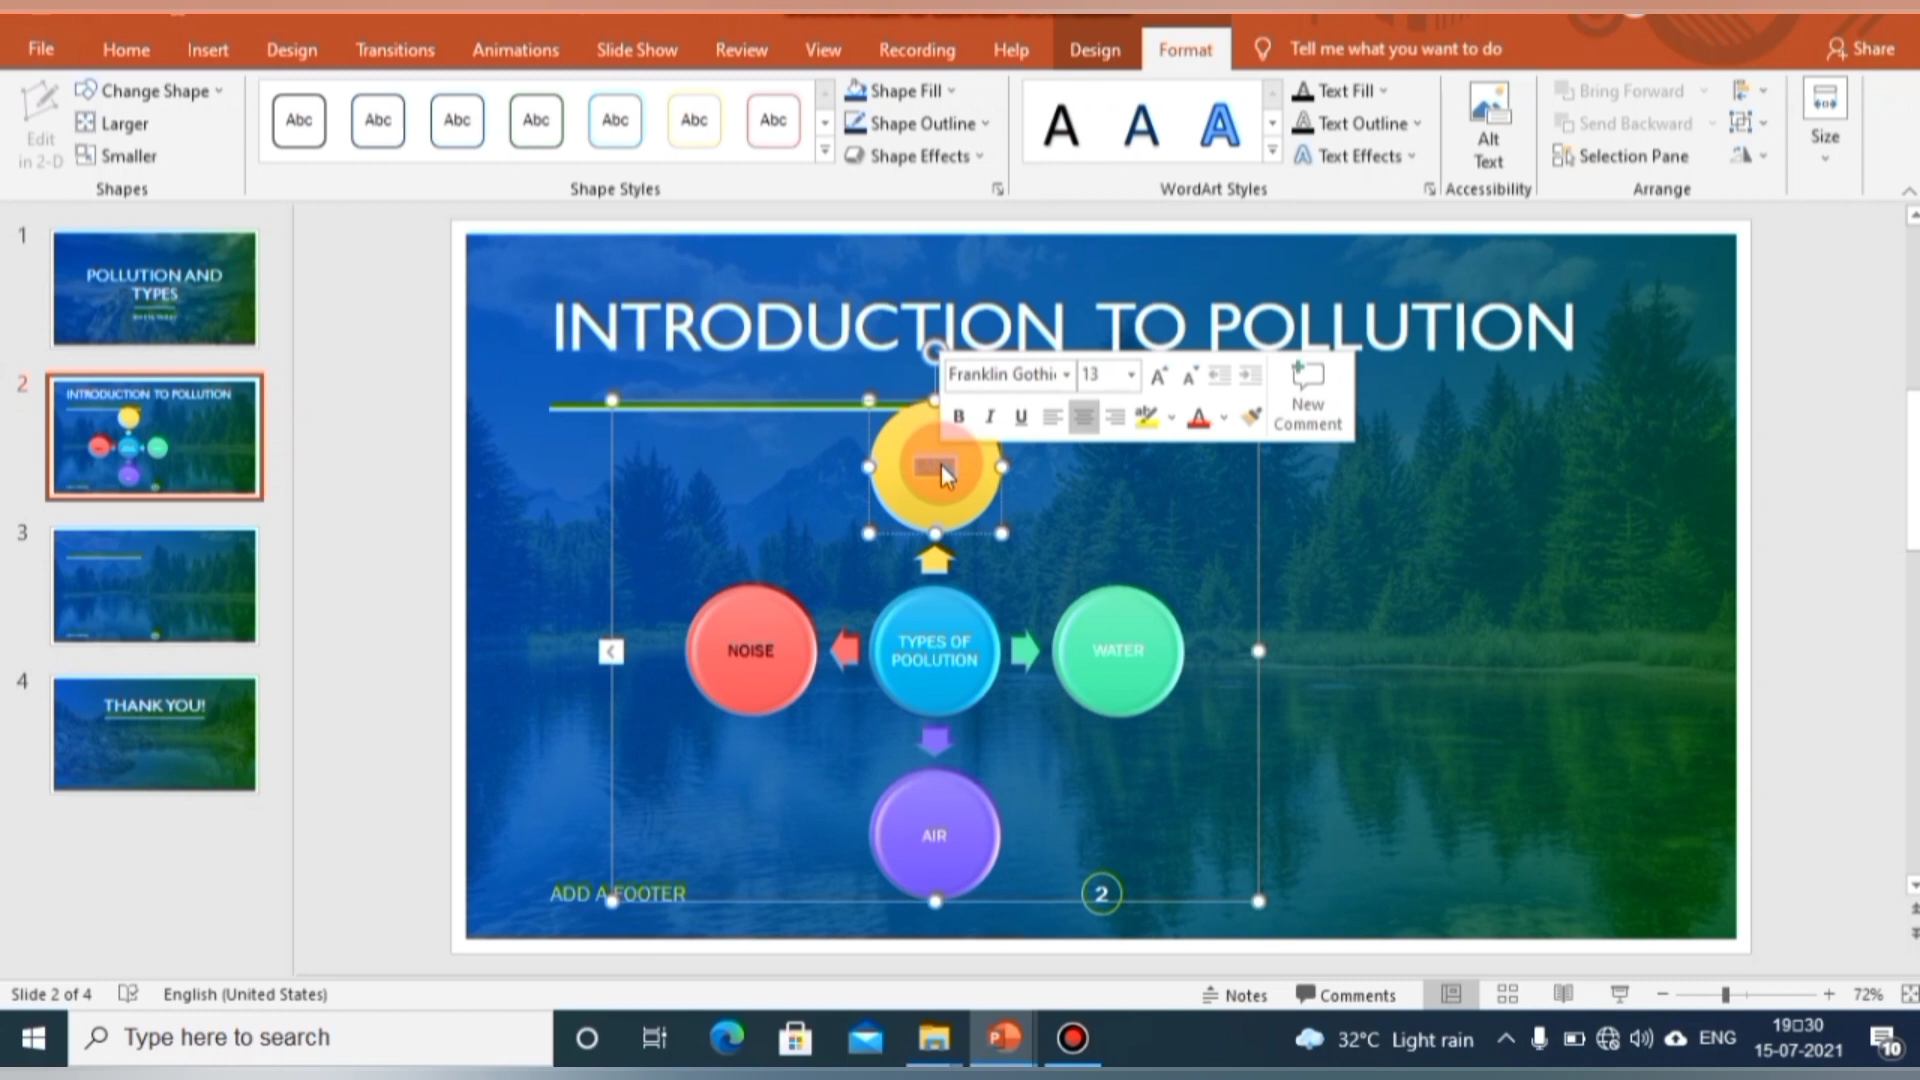 File Home Insert Design Transitions Animations Slide Show Review View Recording Help Design Format Tell me what you want to do Share
Edit in 2-D
Change Shape
Larger
Smaller
Shapes
Abc Abc Abc Abc Abc Abc Abc
Shape Styles
Shape Fill
Shape Outline
Shape Effects
A A A
WordArt Styles
Text Fill
Text Outline
Text Effects
Alt
Text
Accessibility
Bring Forward
Send Backward
Selection Pane
Arrange
Size
1
POLLUTION AND
TYPES
2
INTRODUCTION TO POLLUTION
3
4
THANK YOU!
INTRODUCTION TO POLLUTION
Franklin Gothi 13
B I U
New
Comment
NOISE
TYPES OF
POOLUTION
WATER
AIR
ADD A FOOTER
2
Slide 2 of 4 English (United States) Notes Comments 72%
Type here to search
32°C Light rain ENG
19□30
15-07-2021
10